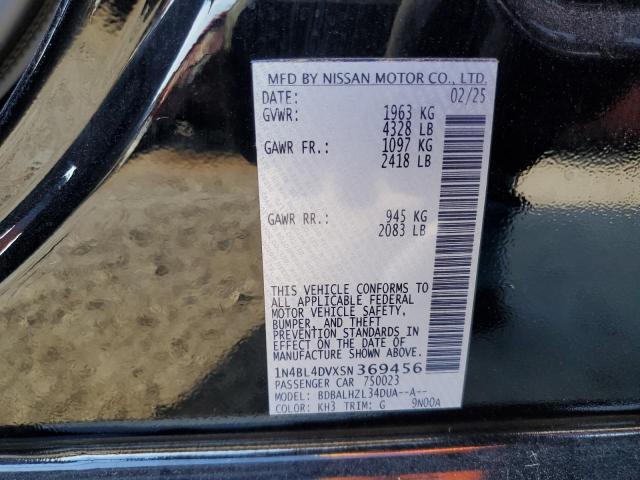 MFD BY NISSAN MOTOR CO., LTD.
DATE: 02/25
GVWR: 1963 KG
4328 LB
GAWR FR.: 1097 KG
2418 LB
GAWR RR.: 945 KG
2083 LB
THIS VEHICLE CONFORMS TO
ALL APPLICABLE FEDERAL
MOTOR VEHICLE SAFETY,
BUMPER, AND THEFT
PREVENTION STANDARDS
IN EFFECT ON THE DATE OF
MANUFACTURE SHOWN ABOVE.
1N4BL4DVXSN369456
PASSENGER CAR 750023
MODEL: BDBALHZL34DUA--A--
COLOR: KH3 TRIM: G 9N00A